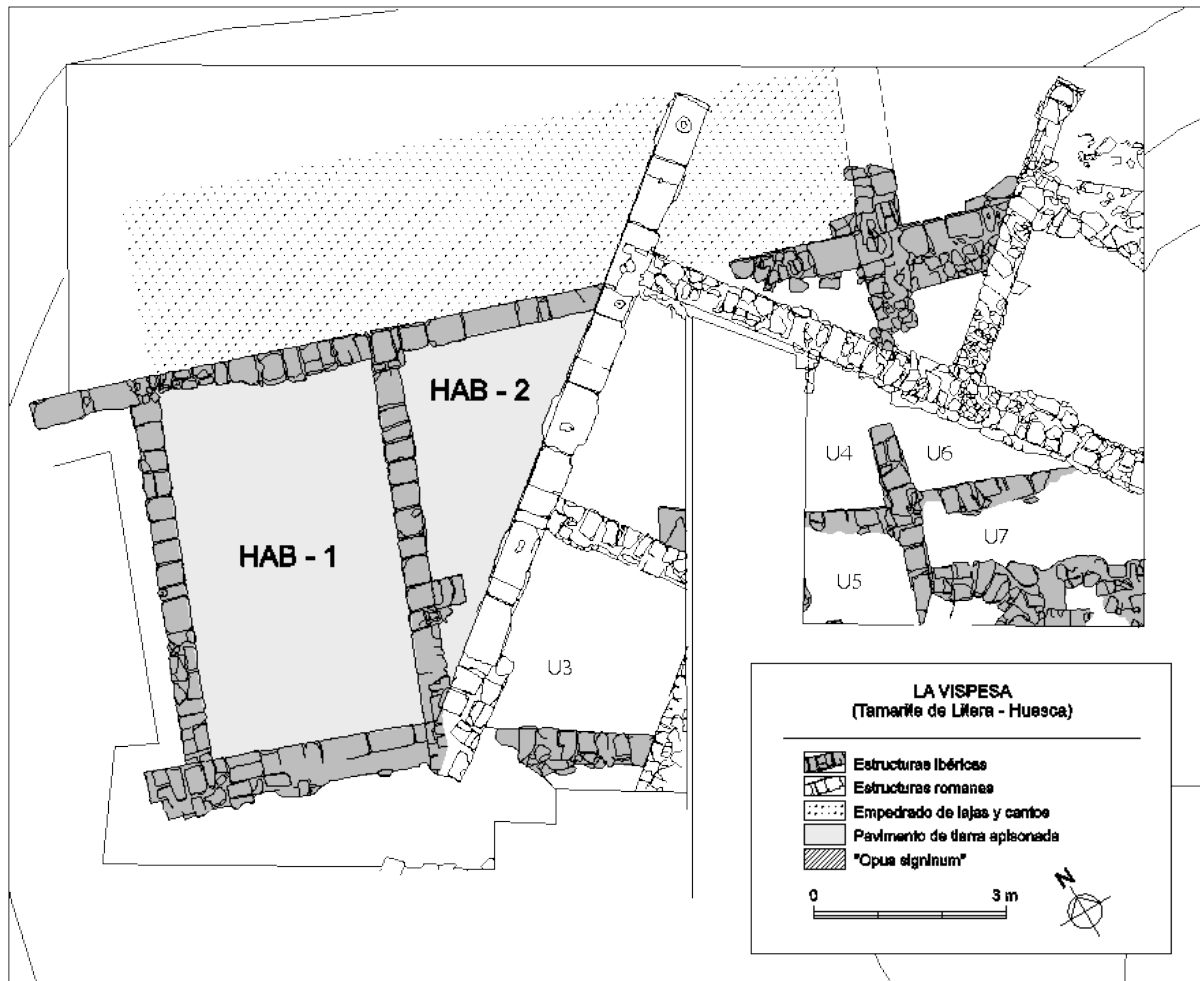 HAB - 2
HAB - 1
U4
U6
U7
U5
U3
LA VISPESA
(Tamarite de Litera - Huesca)
Estructuras ibéricas
Estructuras romanas
Empedrado de lajas y cantos
Pavimento de tierra apisonada
"Opus signinum"
N
0 3 m